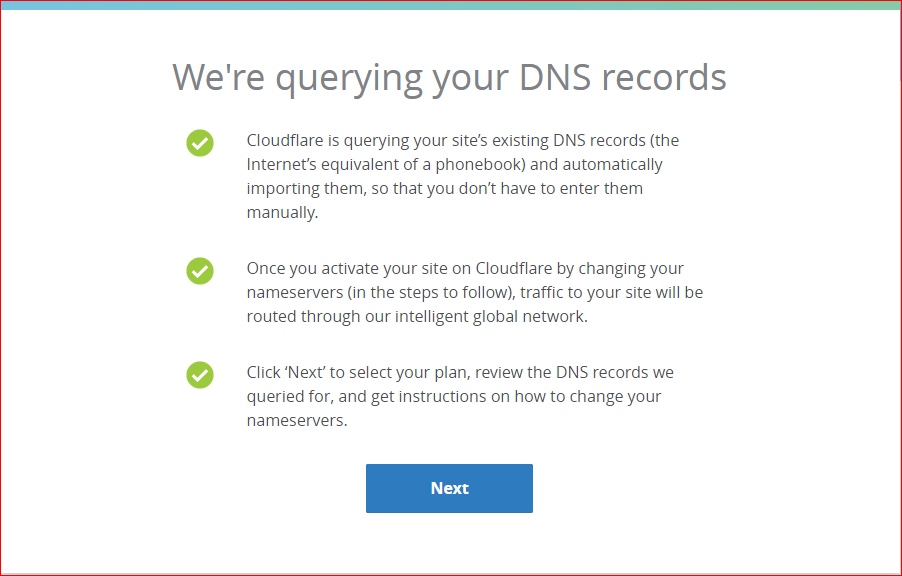 We're querying your DNS records
Cloudflare is querying your site’s existing DNS records (the
Internet’s equivalent of a phonebook) and automatically
importing them, so that you don’t have to enter them
manually.
Once you activate your site on Cloudflare by changing your
nameservers (in the steps to follow), traffic to your site will be
routed through our intelligent global network.
Click ‘Next’ to select your plan, review the DNS records we
queried for, and get instructions on how to change your
nameservers.
Next